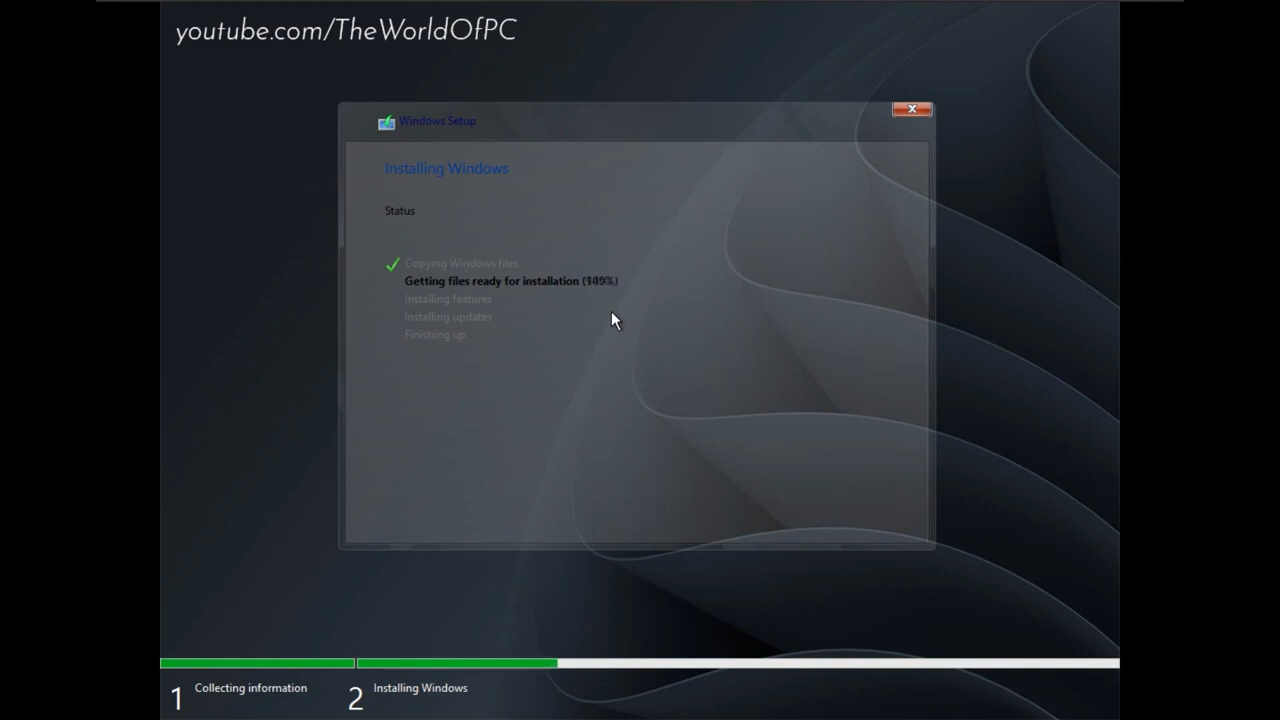 youtube.com/TheWorldOfPC
Windows Setup
Installing Windows
Status
Copying Windows files
Getting files ready for installation
Installing features
Installing updates
Finishing up
1 Collecting information
2 Installing Windows